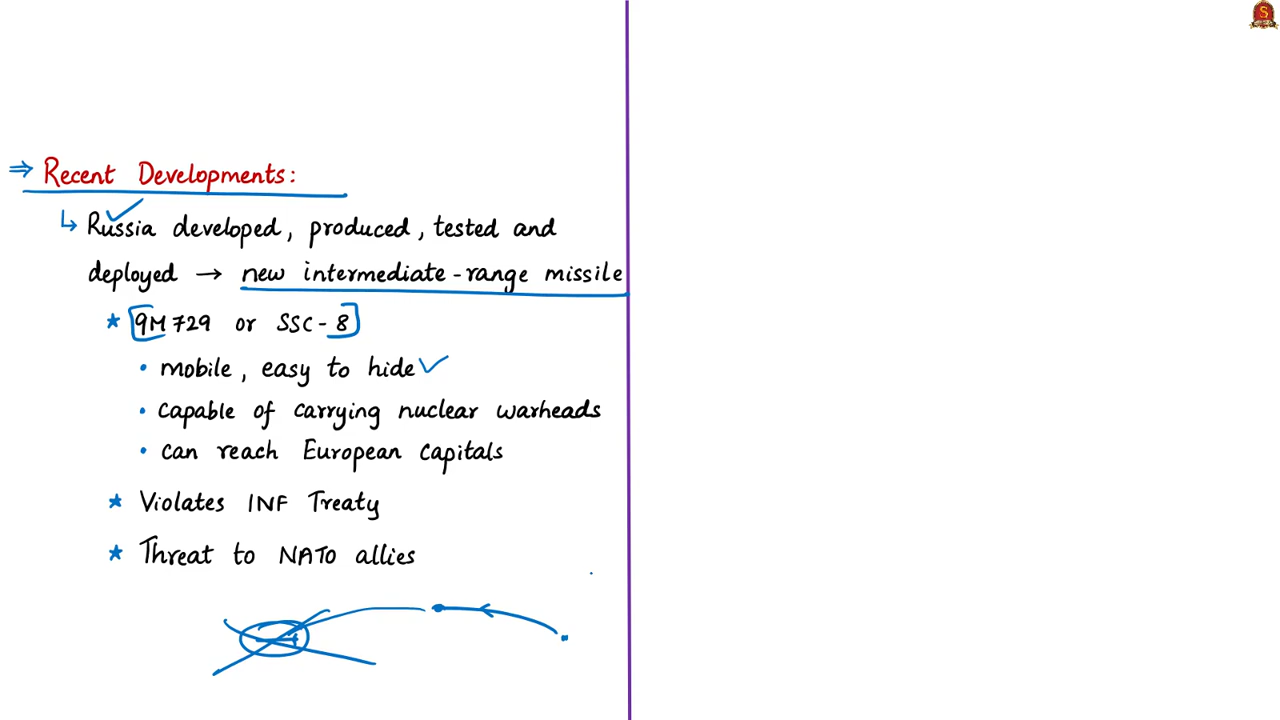 ⇒ Recent Developments:
↳ Russia developed, produced, tested and
deployed → new intermediate-range missile
* 9M729 or SSC-8
• mobile, easy to hide
• capable of carrying nuclear warheads
• can reach European capitals
* Violates INF Treaty
* Threat to NATO allies
S